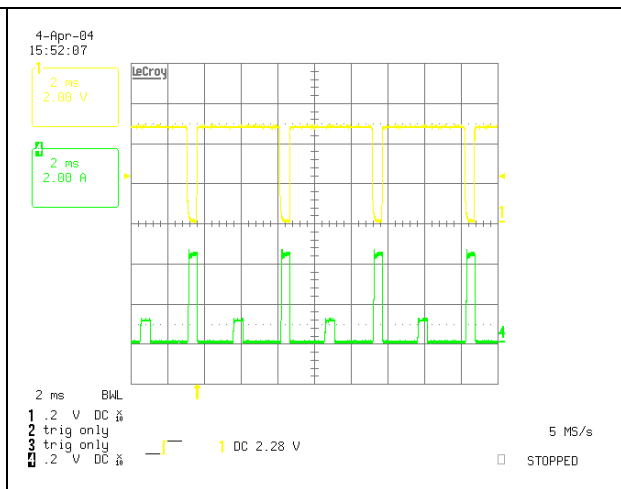 4-Apr-04
15:52:07
LeCroy
1
2 ms
2.00 V
4
2 ms
2.00 A
1
4
2 ms BWL
1 .2 V DC X10
2 trig only
3 trig only
4 .2 V DC X10
1 DC 2.28 V
5 MS/s
STOPPED